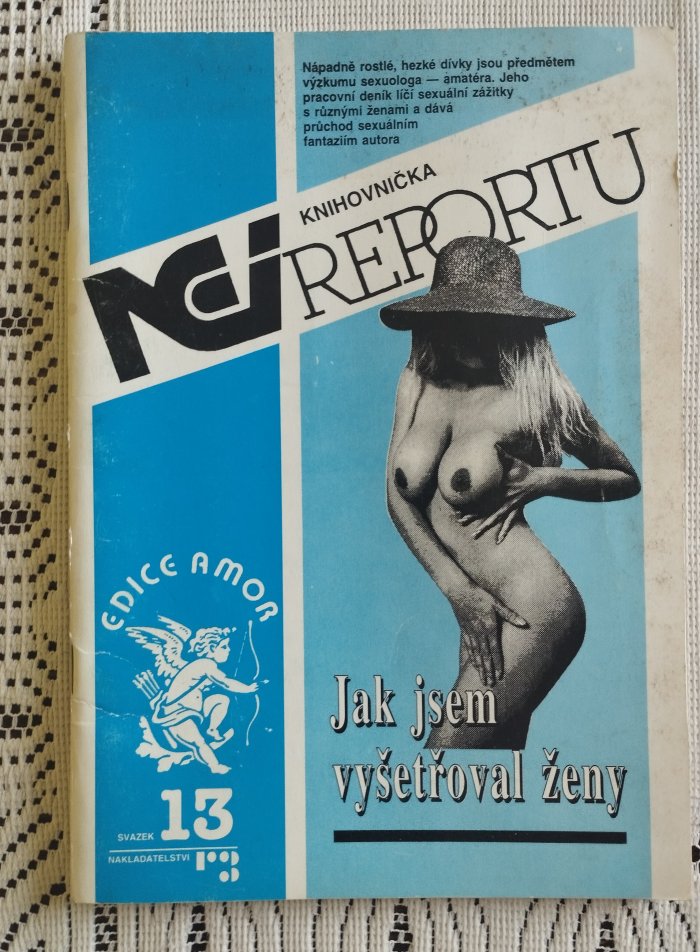 Nápadně rostlé, hezké dívky jsou předmětem
výzkumu sexuologa — amatéra. Jeho
pracovní deník líčí sexuální zážitky
s různými ženami a dává
průchod sexuálním
fantaziím autora
KNIHOVNIČKA
NEI REPORTU
EDICE AMOR
Jak jsem
vyšetřoval ženy
SVAZEK 13
NAKLADATELSTVÍ